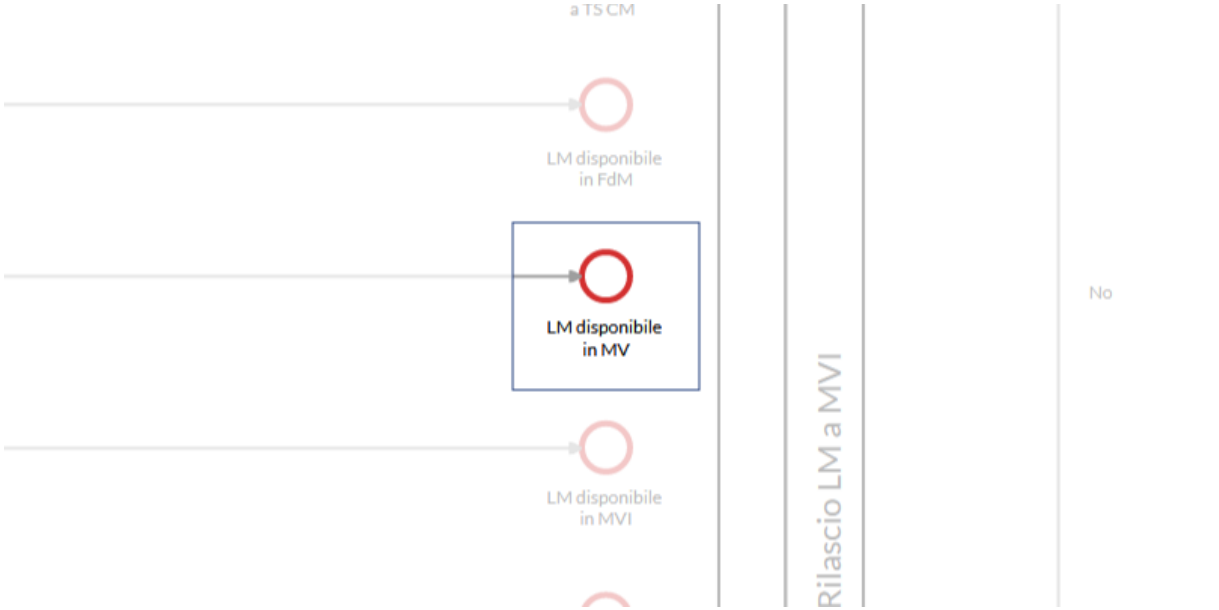 a TS CM
LM disponibile
in FdM
LM disponibile
in MV
LM disponibile
in MVI
Rilascio LM a MVI
No